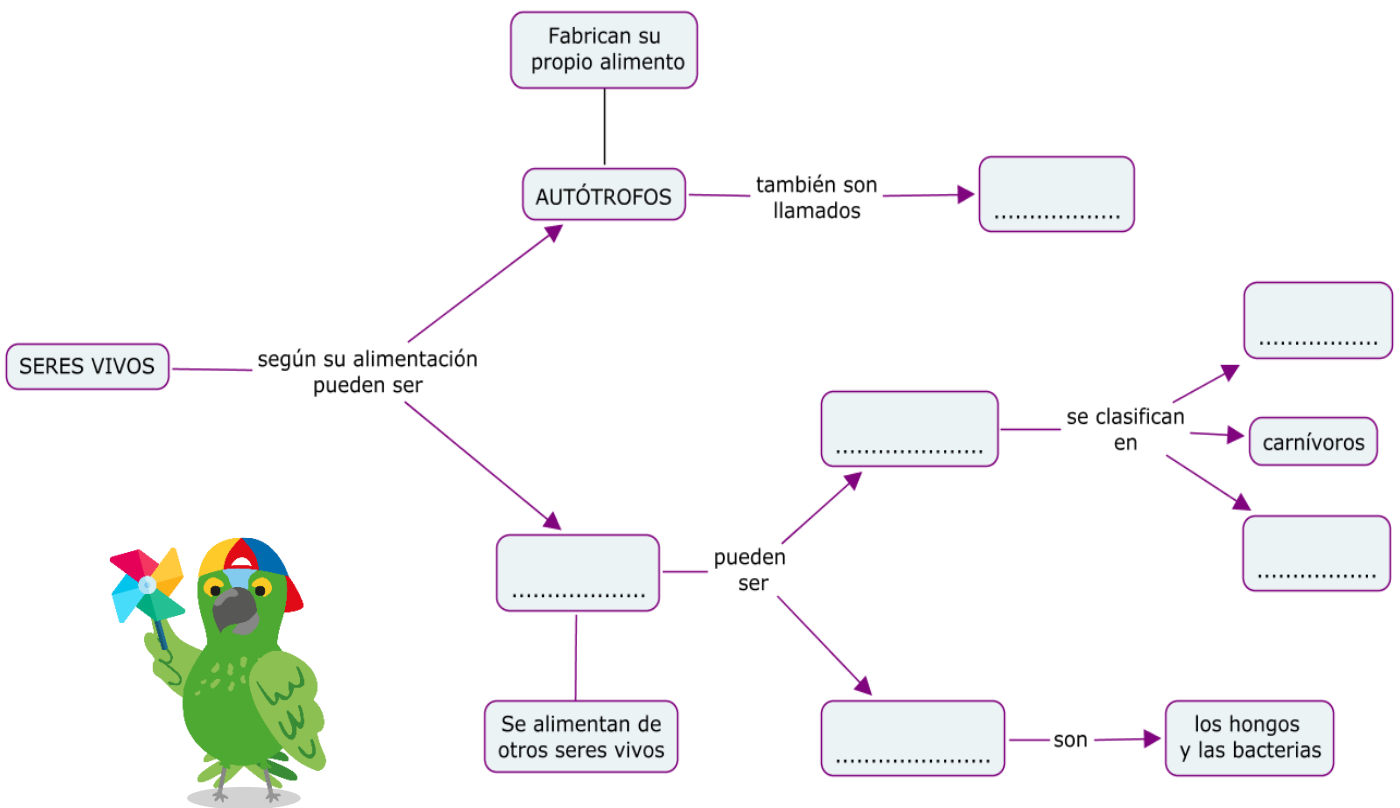 Fabrican su
propio alimento
AUTÓTROFOS
también son
llamados
..................
SERES VIVOS
según su alimentación
pueden ser
.................
.....................
se clasifican
en
carnívoros
.................
...................
pueden
ser
Se alimentan de
otros seres vivos
......................
son
los hongos
y las bacterias